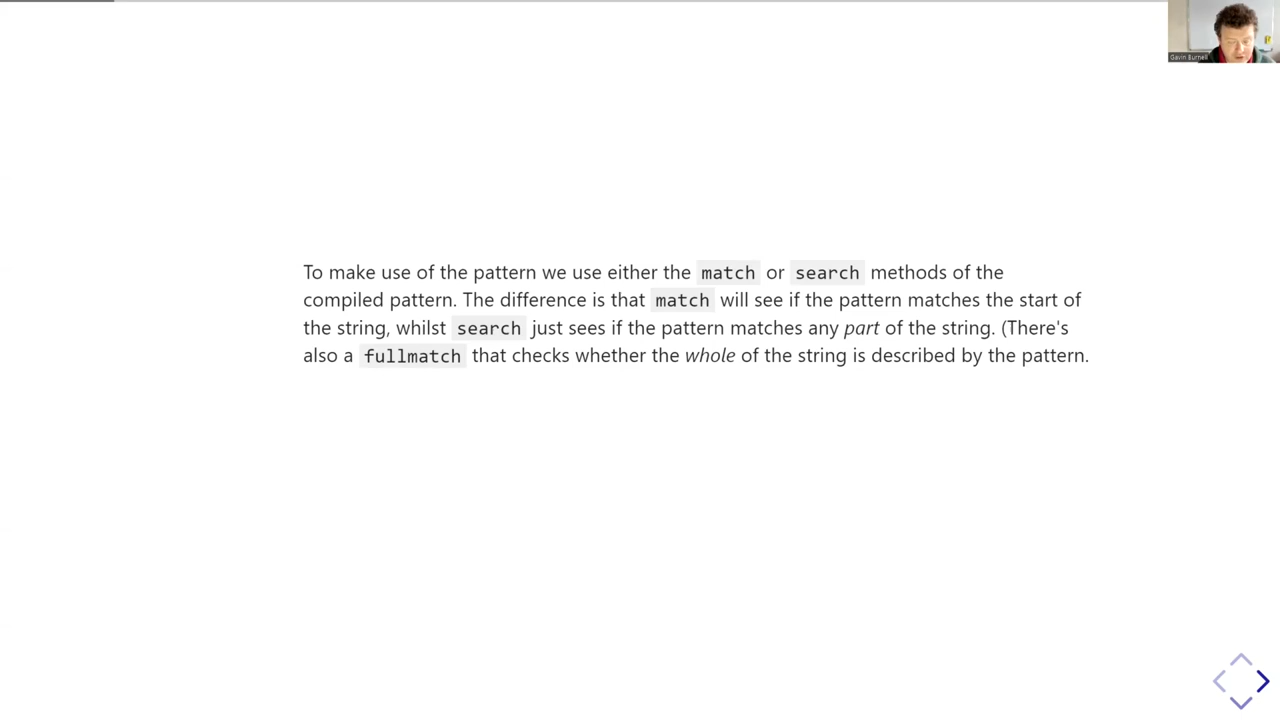 Gavin Burnell
To make use of the pattern we use either the match or search methods of the
compiled pattern. The difference is that match will see if the pattern matches the start of
the string, whilst search just sees if the pattern matches any part of the string. (There's
also a fullmatch that checks whether the whole of the string is described by the pattern.